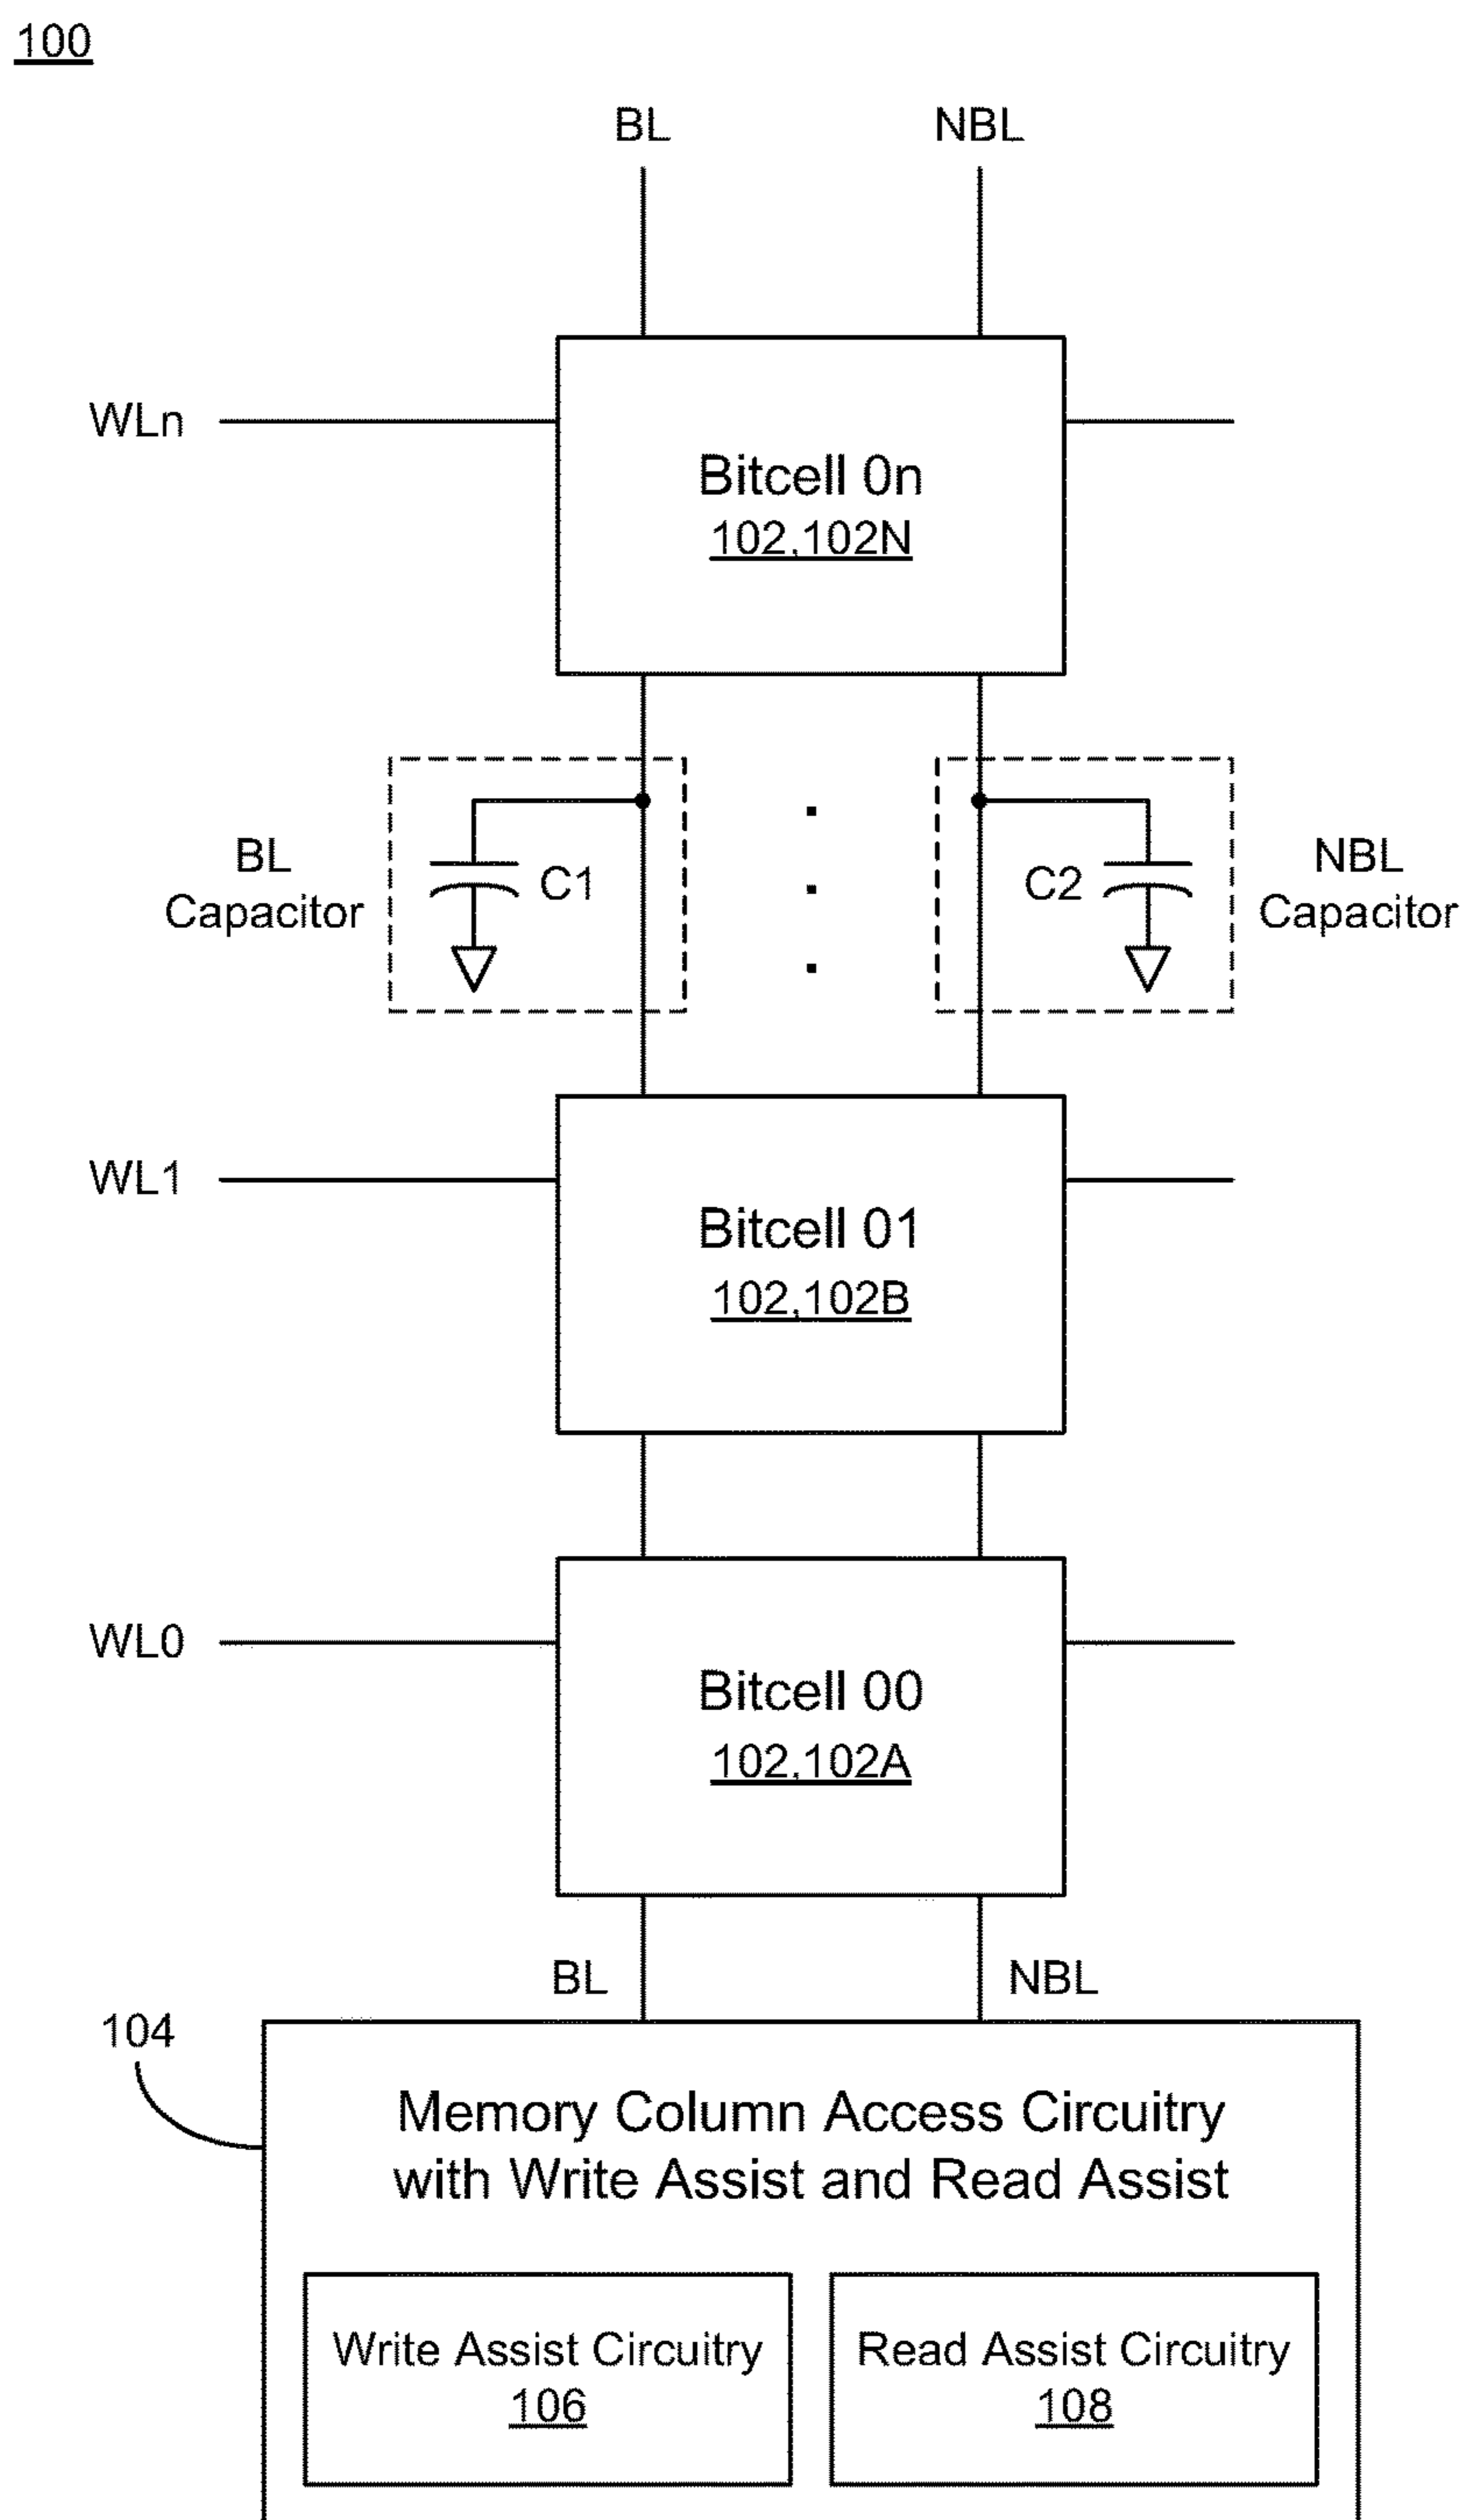 100
BL
NBL
WLn
Bitcell 0n
102,102N
BL
Capacitor
C1
C2
NBL
Capacitor
WL1
Bitcell 01
102,102B
WL0
Bitcell 00
102,102A
BL
NBL
104
Memory Column Access Circuitry
with Write Assist and Read Assist
Write Assist Circuitry
106
Read Assist Circuitry
108